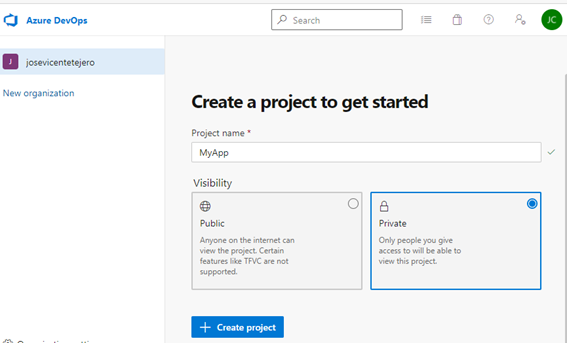 Azure DevOps
Search
JC
J
josevicentetejero
New organization
Create a project to get started
Project name *
MyApp
Visibility
Public
Anyone on the internet can
view the project. Certain
features like TFVC are not
supported.
Private
Only people you give
access to will be able to
view this project.
+ Create project